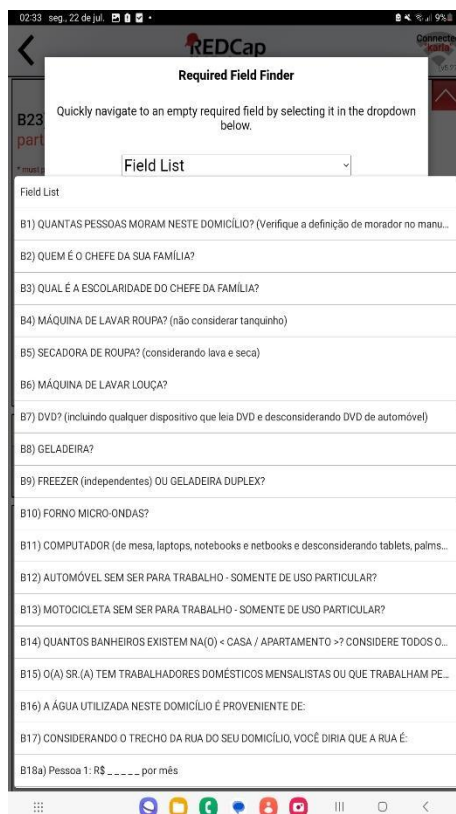 02:33 seg., 22 de jul.
9%
REDCap
Connecte
karla
Required Field Finder
Quickly navigate to an empty required field by selecting it in the dropdown
below.
B23
part
* must p
Field List
Field List
B1) QUANTAS PESSOAS MORAM NESTE DOMICÍLIO? (Verifique a definição de morador no manu...
B2) QUEM É O CHEFE DA SUA FAMÍLIA?
B3) QUAL É A ESCOLARIDADE DO CHEFE DA FAMÍLIA?
B4) MÁQUINA DE LAVAR ROUPA? (não considerar tanquinho)
B5) SECADORA DE ROUPA? (considerando lava e seca)
B6) MÁQUINA DE LAVAR LOUÇA?
B7) DVD? (incluindo qualquer dispositivo que leia DVD e desconsiderando DVD de automóvel)
B8) GELADEIRA?
B9) FREEZER (independentes) OU GELADEIRA DUPLEX?
B10) FORNO MICRO-ONDAS?
B11) COMPUTADOR (de mesa, laptops, notebooks e netbooks e desconsiderando tablets, palms...
B12) AUTOMÓVEL SEM SER PARA TRABALHO - SOMENTE DE USO PARTICULAR?
B13) MOTOCICLETA SEM SER PARA TRABALHO - SOMENTE DE USO PARTICULAR?
B14) QUANTOS BANHEIROS EXISTEM NA(O) < CASA / APARTAMENTO >? CONSIDERE TODOS O...
B15) O(A) SR.(A) TEM TRABALHADORES DOMÉSTICOS MENSALISTAS OU QUE TRABALHAM PE...
B16) A ÁGUA UTILIZADA NESTE DOMICÍLIO É PROVENIENTE DE:
B17) CONSIDERANDO O TRECHO DA RUA DO SEU DOMICÍLIO, VOCÊ DIRIA QUE A RUA É:
B18a) Pessoa 1: R$ _ _ _ _ _ por mês